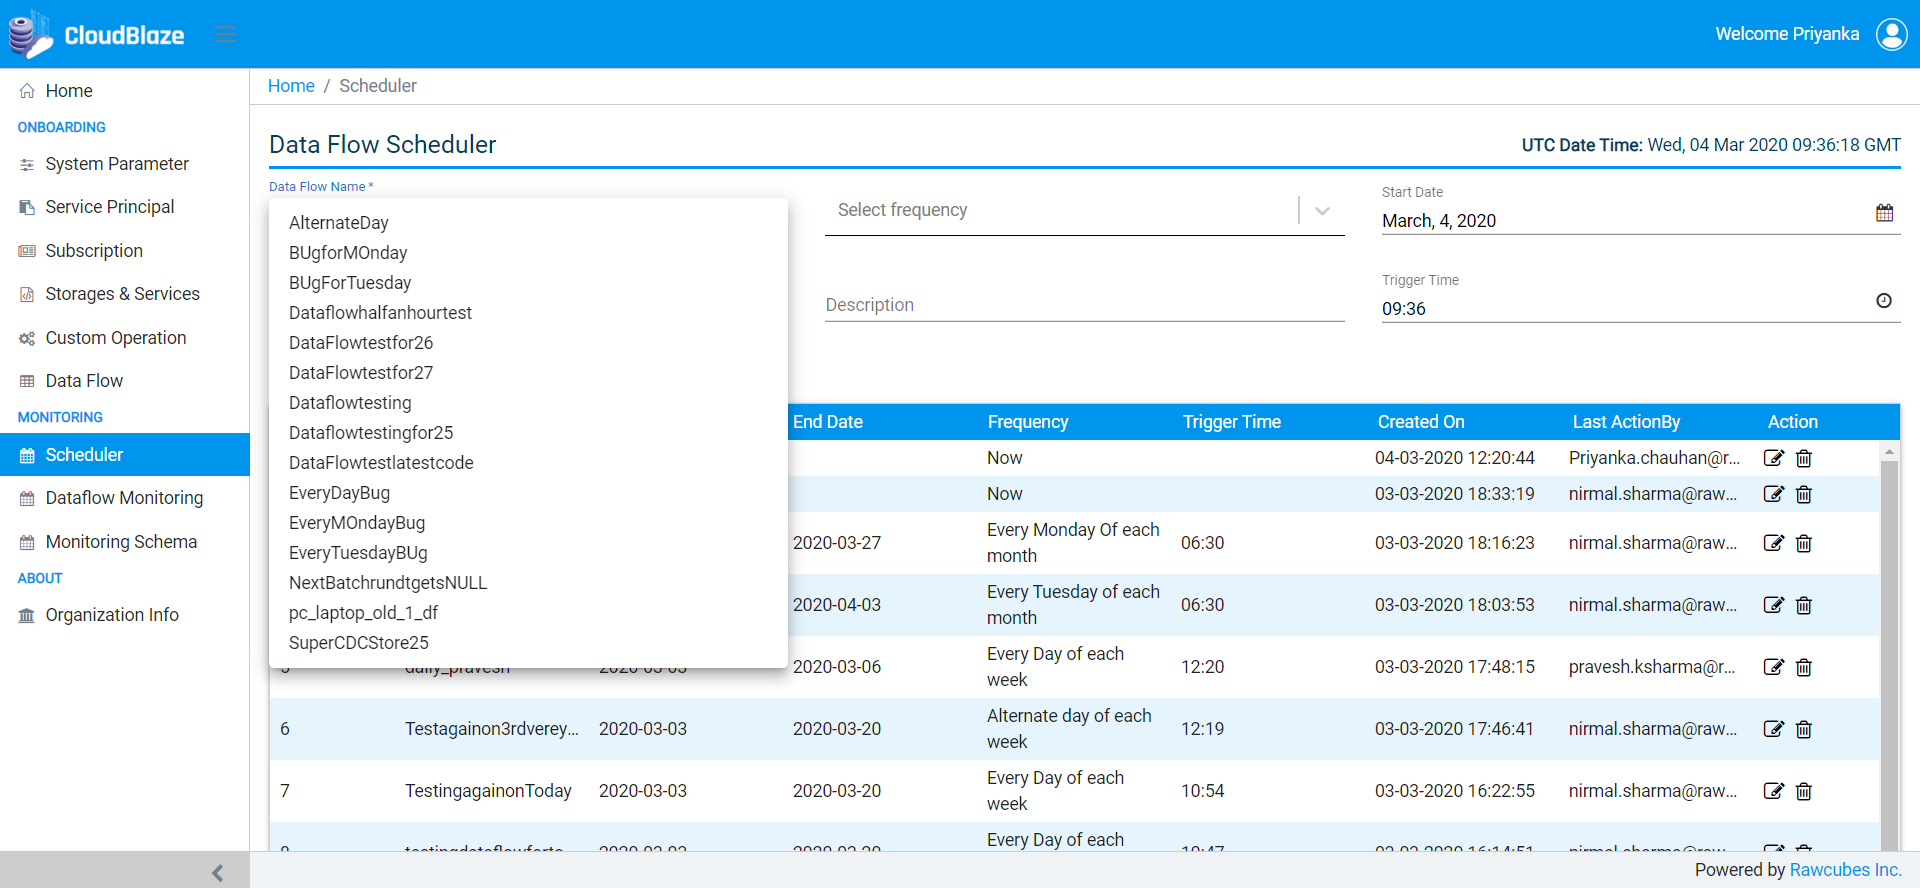 CloudBlaze
Welcome Priyanka
Home
ONBOARDING
System Parameter
Service Principal
Subscription
Storages & Services
Custom Operation
Data Flow
MONITORING
Scheduler
Dataflow Monitoring
Monitoring Schema
ABOUT
Organization Info
Home / Scheduler
Data Flow Scheduler
UTC Date Time: Wed, 04 Mar 2020 09:36:18 GMT
Data Flow Name *
AlternateDay
BUgforMOnday
BUgForTuesday
Dataflowhalfanhourtest
DataFlowtestfor26
DataFlowtestfor27
Dataflowtesting
Dataflowtestingfor25
DataFlowtestlatestcode
EveryDayBug
EveryMOndayBug
EveryTuesdayBUg
NextBatchrundtgetsNULL
pc_laptop_old_1_df
SuperCDCStore25
Select frequency
Start Date
March, 4, 2020
Description
Trigger Time
09:36
End Date Frequency Trigger Time Created On Last ActionBy Action
Now 04-03-2020 12:20:44 Priyanka.chauhan@r...
Now 03-03-2020 18:33:19 nirmal.sharma@raw...
2020-03-27 Every Monday Of each 06:30 03-03-2020 18:16:23 nirmal.sharma@raw...
month
2020-04-03 Every Tuesday of each 06:30 03-03-2020 18:03:53 nirmal.sharma@raw...
month
5 daily_pravesh 2020-03-03 2020-03-06 Every Day of each 12:20 03-03-2020 17:48:15 pravesh.ksharma@r...
week
6 Testagainon3rdverey... 2020-03-03 2020-03-20 Alternate day of each 12:19 03-03-2020 17:46:41 nirmal.sharma@raw...
week
7 TestingagainonToday 2020-03-03 2020-03-20 Every Day of each 10:54 03-03-2020 16:22:55 nirmal.sharma@raw...
week
Every Day of each
Powered by Rawcubes Inc.